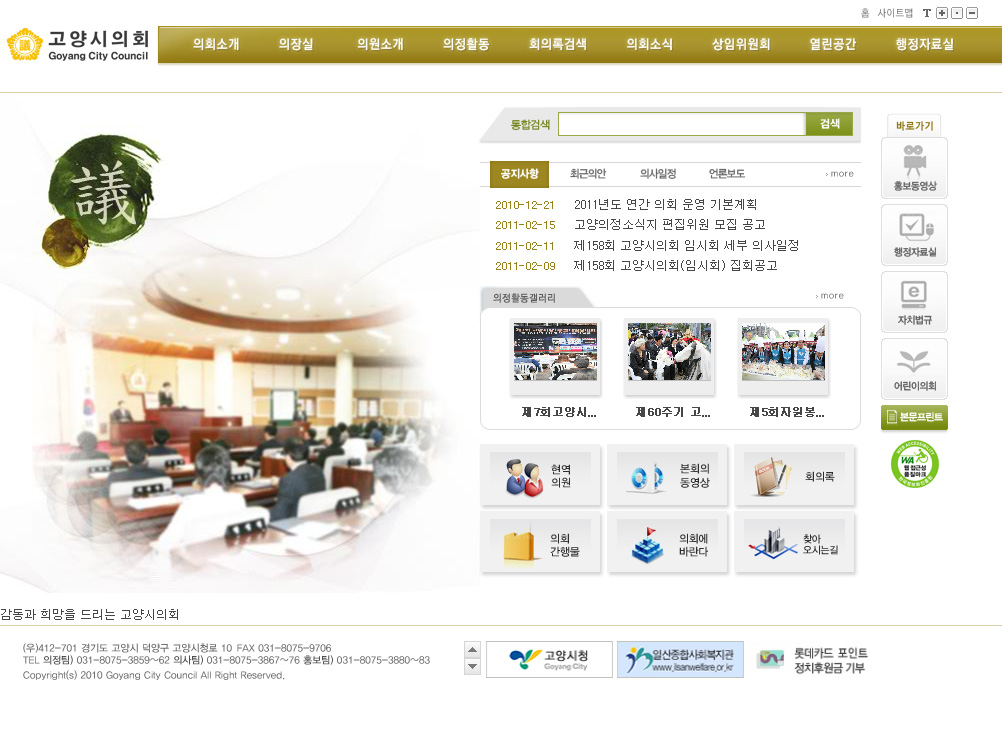 홈 사이트맵 T
고양시의회
Goyang City Council
의회소개 의장실 의원소개 의정활동 회의록검색 의회소식 상임위원회 열린공간 행정자료실
議
통합검색 검색
바로가기
공지사항 최근의안 의사일정 언론보도 more
홍보동영상
2010-12-21 2011년도 연간 의회 운영 기본계획
2011-02-15 고양의정소식지 편집위원 모집 공고
2011-02-11 제158회 고양시의회 임시회 세부 의사일정
2011-02-09 제158회 고양시의회(임시회) 집회공고
행정자료실
의정활동갤러리 more
자치법규
어린이의회
제7회고양시... 제60주기 고... 제5회자원봉...
본문프린트
WEB ACCESSIBILITY
WA
웹 접근성
품질마크
현역
의원
본회의
동영상
회의록
의회
간행물
의회에
바란다
찾아
오시는길
감동과 희망을 드리는 고양시의회
(우)412-701 경기도 고양시 덕양구 고양시청로 10 FAX 031-8075-9706
TEL 의정팀) 031-8075-3859~62 의사팀) 031-8075-3867~76 홍보팀) 031-8075-3880~83
Copyright(s) 2010 Goyang City Council All Right Reserved.
고양시청
Goyang City
일산종합사회복지관
www.ilsanwelfare.or.kr
롯데카드 포인트
정치후원금 기부